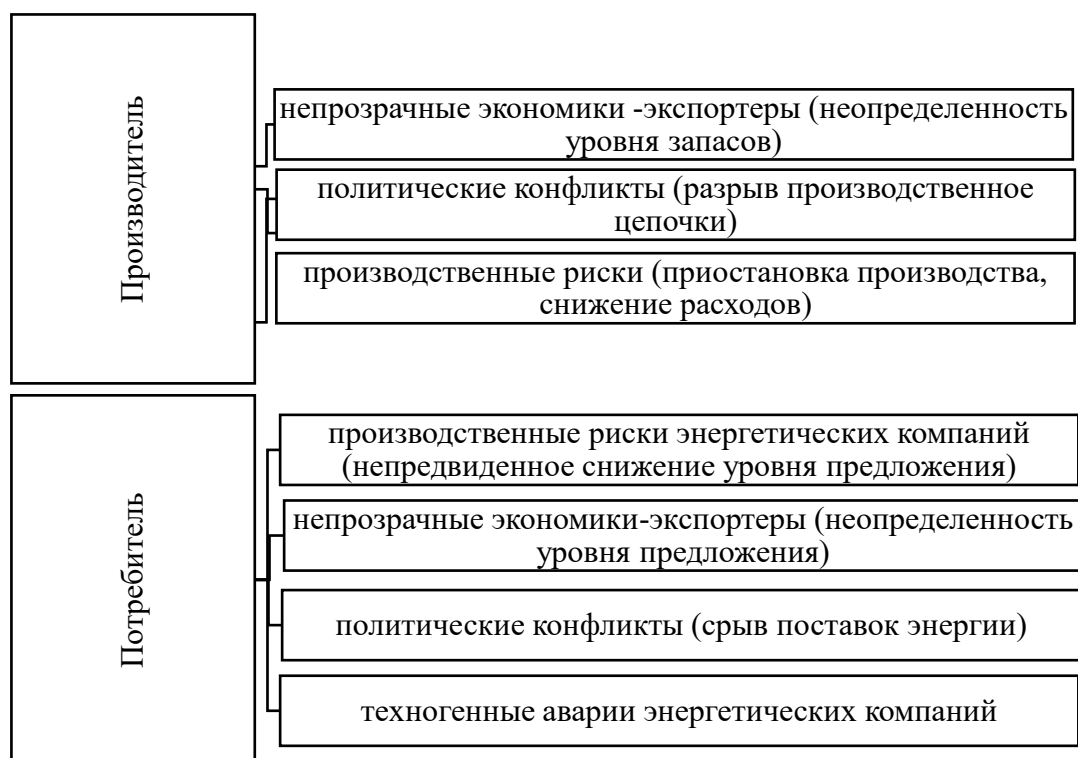 Производитель
непрозрачные экономики -экспортеры (неопределенность
уровня запасов)
политические конфликты (разрыв производственное
цепочки)
производственные риски (приостановка производства,
снижение расходов)
Потребитель
производственные риски энергетических компаний
(непредвиденное снижение уровня предложения)
непрозрачные экономики-экспортеры (неопределенность
уровня предложения)
политические конфликты (срыв поставок энергии)
техногенные аварии энергетических компаний